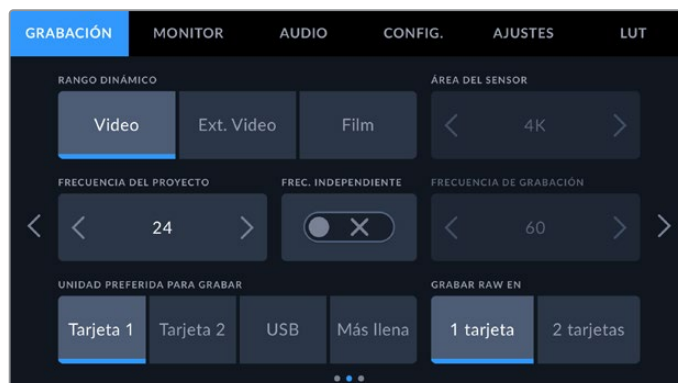 GRABACIÓN MONITOR AUDIO CONFIG. AJUSTES LUT
RANGO DINÁMICO ÁREA DEL SENSOR
Video Ext. Video Film 4K
FRECUENCIA DEL PROYECTO FREC. INDEPENDIENTE FRECUENCIA DE GRABACIÓN
24 60
UNIDAD PREFERIDA PARA GRABAR GRABAR RAW EN
Tarjeta 1 Tarjeta 2 USB Más llena 1 tarjeta 2 tarjetas